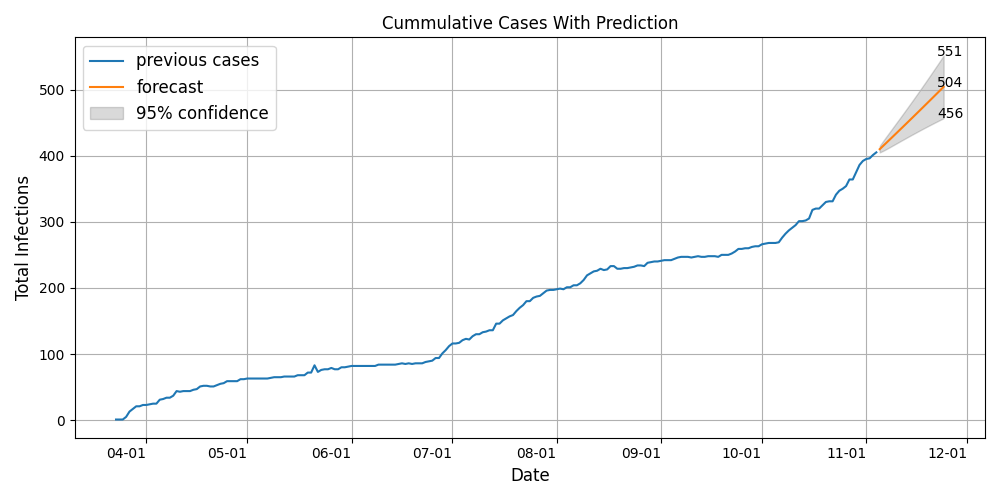 Cummulative Cases With Prediction
previous cases
forecast
95% confidence
551
504
456
500
400
300
200
100
0
Total Infections
04-01 05-01 06-01 07-01 08-01 09-01 10-01 11-01 12-01
Date